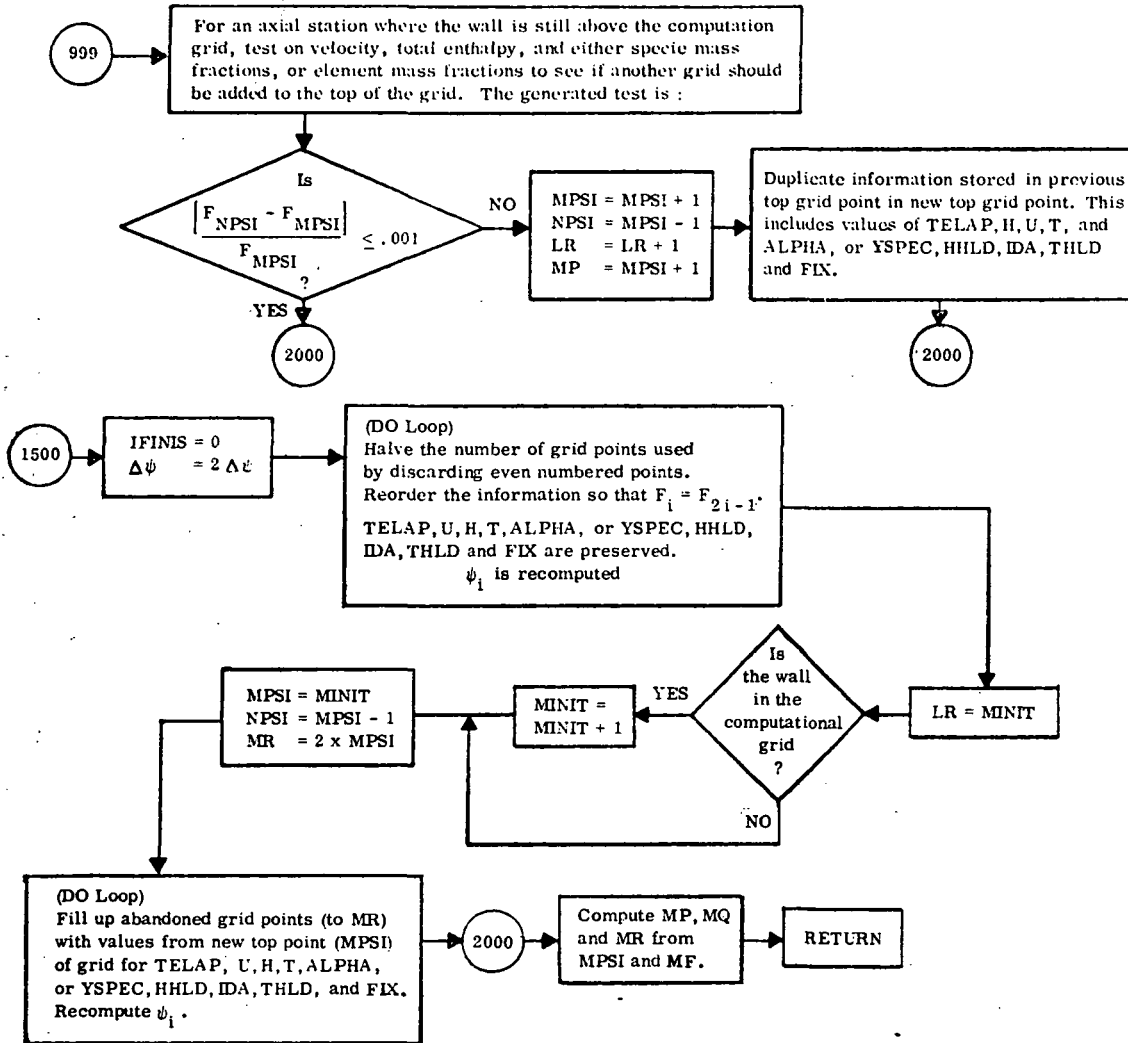 999
For an axial station where the wall is still above the computation
grid, test on velocity, total enthalpy, and either specie mass
fractions, or element mass fractions to see if another grid should
be added to the top of the grid. The generated test is :
Is
|F_NPSI - F_MPSI|
F_MPSI
≤ .001
?
NO
YES
2000
MPSI = MPSI + 1
NPSI = MPSI - 1
LR = LR + 1
MP = MPSI + 1
Duplicate information stored in previous
top grid point in new top grid point. This
includes values of TELAP, H, U, T, and
ALPHA, or YSPEC, HHLD, IDA, THLD
and FIX.
2000
1500
IFINIS = 0
Δψ = 2 Δψ
(DO Loop)
Halve the number of grid points used
by discarding even numbered points.
Reorder the information so that F_i = F_2i-1.
TELAP, U, H, T, ALPHA, or YSPEC, HHLD,
IDA, THLD and FIX are preserved.
ψ_i is recomputed
LR = MINIT
Is
the wall
in the
computational
grid
?
YES
NO
MINIT =
MINIT + 1
MPSI = MINIT
NPSI = MPSI - 1
MR = 2 x MPSI
(DO Loop)
Fill up abandoned grid points (to MR)
with values from new top point (MPSI)
of grid for TELAP, U, H, T, ALPHA,
or YSPEC, HHLD, IDA, THLD, and FIX.
Recompute ψ_i .
2000
Compute MP, MQ
and MR from
MPSI and MF.
RETURN